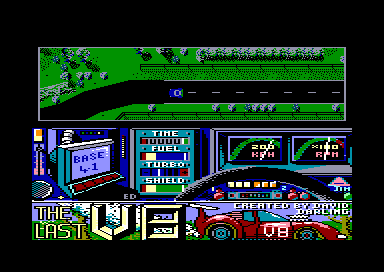 TIME
FUEL
TURBO
SHIELD
BASE
4.1
200
KPH
×100
RPM
ED
THE
LAST
V8
CREATED BY DAVID
DARLING
V8